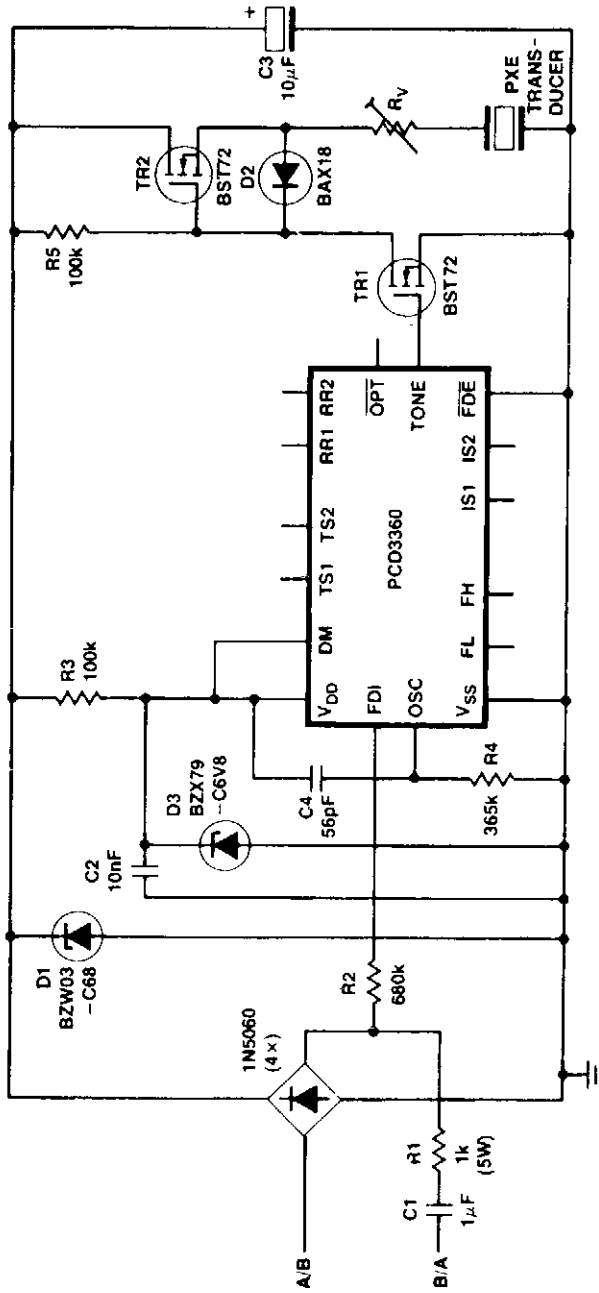 A/B
B/A
C1
1µF
R1
1k
(5W)
1N5060
(4×)
R2
680k
D1
BZW03
–C68
C2
10nF
D3
BZX79
–C6V8
C4
56pF
R4
365k
R3
100k
VDD
FDI
OSC
VSS
DM
TS1
TS2
RR1
RR2
PCD3360
OPT
TONE
FDE
FL
FH
IS1
IS2
TR1
BST72
R5
100k
TR2
BST72
D2
BAX18
RV
PXE
TRANS–
DUCER
C3
10µF
+